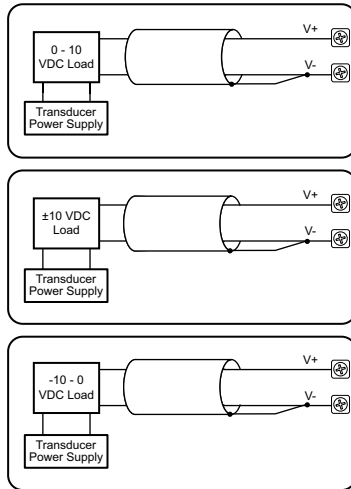 0 - 10
VDC Load
V+
V-
Transducer
Power Supply
±10 VDC
Load
V+
V-
Transducer
Power Supply
-10 - 0
VDC Load
V+
V-
Transducer
Power Supply